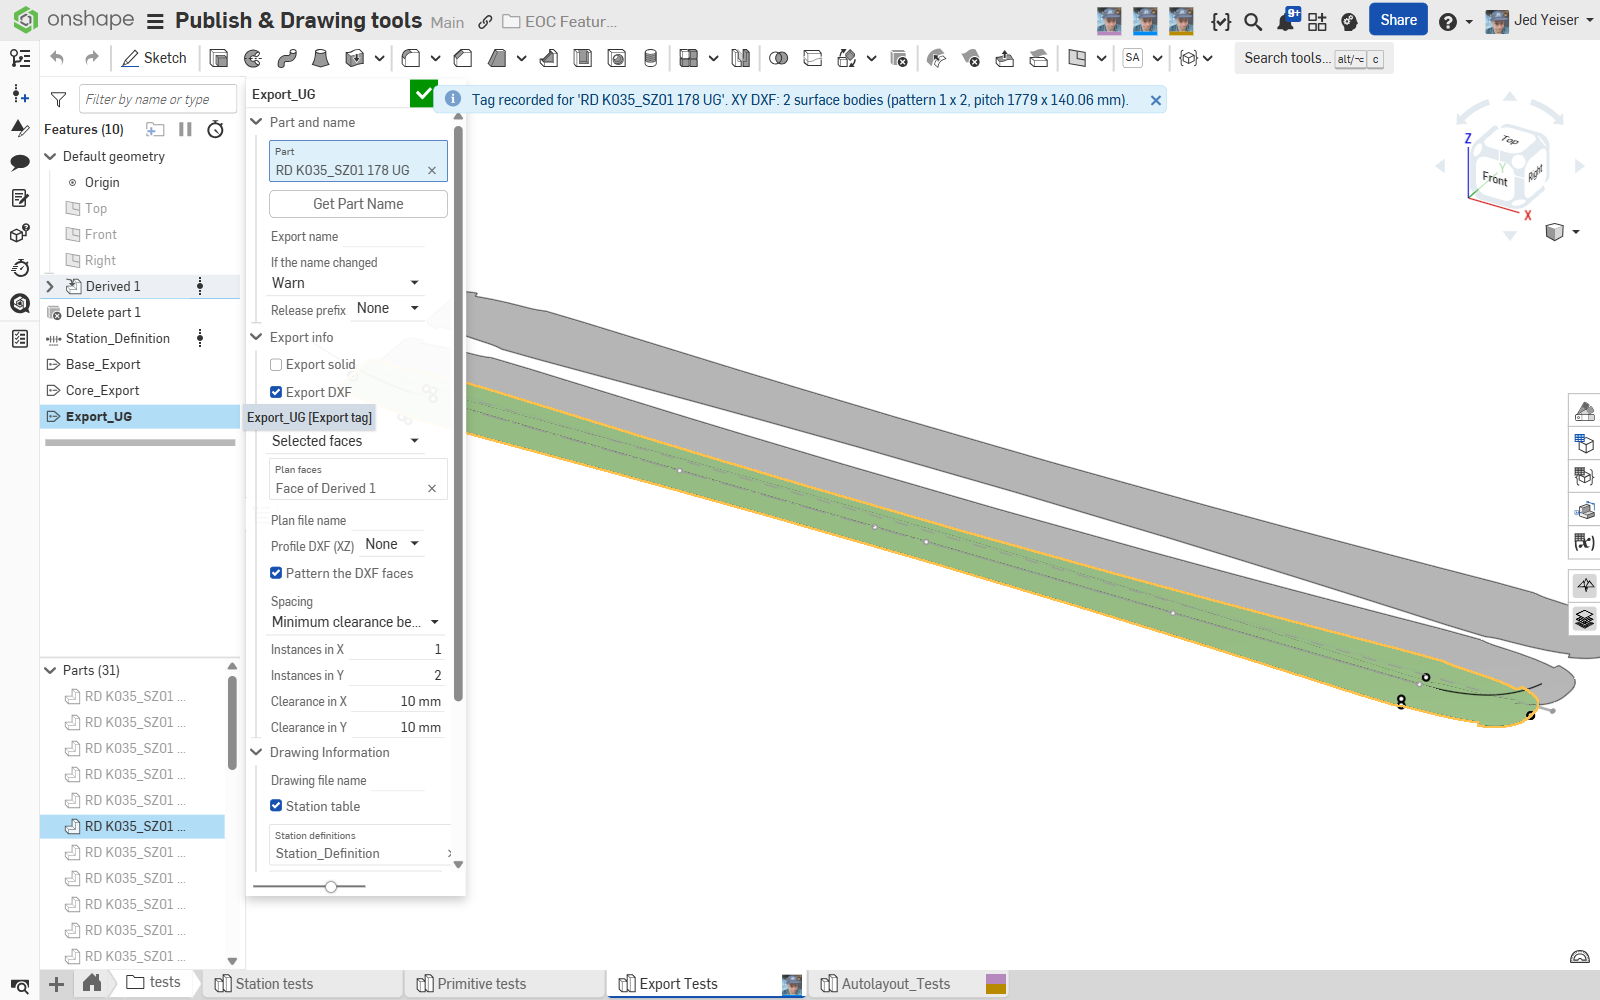 onshape
Publish & Drawing tools
Main
EOC Featur...
9+
Share
Jed Yeiser
Sketch
SA
Search tools...
alt/⌥
c
Filter by name or type
Features (10)
Default geometry
Origin
Top
Front
Right
Derived 1
Delete part 1
Station_Definition
Base_Export
Core_Export
Export_UG
Parts (31)
RD K035_SZ01 ...
RD K035_SZ01 ...
RD K035_SZ01 ...
RD K035_SZ01 ...
RD K035_SZ01 ...
RD K035_SZ01 ...
RD K035_SZ01 ...
RD K035_SZ01 ...
RD K035_SZ01 ...
RD K035_SZ01 ...
RD K035_SZ01 ...
Export_UG
Part and name
Part
RD K035_SZ01 178 UG
Get Part Name
Export name
If the name changed
Warn
Release prefix
None
Export info
Export solid
Export DXF
Export_UG [Export tag]
Selected faces
Plan faces
Face of Derived 1
Plan file name
Profile DXF (XZ)
None
Pattern the DXF faces
Spacing
Minimum clearance be...
Instances in X
1
Instances in Y
2
Clearance in X
10 mm
Clearance in Y
10 mm
Drawing Information
Drawing file name
Station table
Station definitions
Station_Definition
Tag recorded for 'RD K035_SZ01 178 UG'. XY DXF: 2 surface bodies (pattern 1 x 2, pitch 1779 x 140.06 mm).
Z
Top
Y
Front
Right
X
tests
Station tests
Primitive tests
Export Tests
Autolayout_Tests